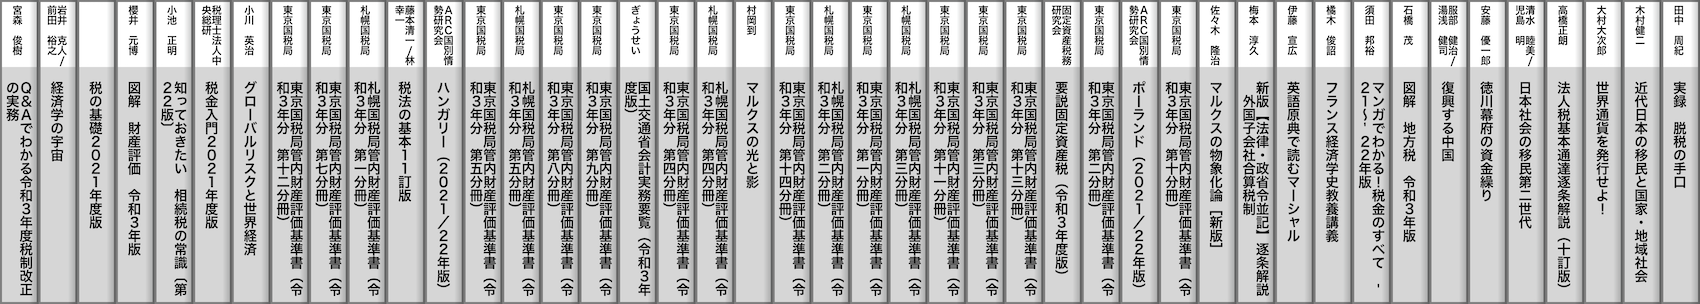 田中　周紀
実録　脱税の手口
木村健二
近代日本の移民と国家・地域社会
大村大次郎
世界通貨を発行せよ！
高橋正朗
法人税基本通達逐条解説（十訂版）
清水　睦美／
児島　明
日本社会の移民第二世代
安藤　優一郎
徳川幕府の資金繰り
服部　健治／
湯浅　健司
復興する中国
石橋　茂
図解　地方税　令和３年版
須田　邦裕
マンガでわかる！税金のすべて　'
２１〜'２２年版
橘木　俊詔
フランス経済学史教養講義
伊藤　宣広
英語原典で読むマーシャル
梅本　淳久
新版【法律・政省令並記】逐条解説
外国子会社合算税制
佐々木　隆治
マルクスの物象化論［新版］
東京国税局
東京国税局管内財産評価基準書（令
和３年分　第十分冊）
ＡＲＣ国別情
勢研究会
ポーランド（２０２１／２２年版）
東京国税局
東京国税局管内財産評価基準書（令
和３年分　第二分冊）
固定資産税務
研究会
要説固定資産税（令和３年度版）
東京国税局
東京国税局管内財産評価基準書（令
和３年分　第十三分冊）
東京国税局
東京国税局管内財産評価基準書（令
和３年分　第三分冊）
東京国税局
東京国税局管内財産評価基準書（令
和３年分　第十一分冊）
札幌国税局
札幌国税局管内財産評価基準書（令
和３年分　第三分冊）
東京国税局
東京国税局管内財産評価基準書（令
和３年分　第六分冊）
札幌国税局
札幌国税局管内財産評価基準書（令
和３年分　第二分冊）
東京国税局
東京国税局管内財産評価基準書（令
和３年分　第十四分冊）
村岡到
マルクスの光と影
札幌国税局
札幌国税局管内財産評価基準書（令
和３年分　第四分冊）
東京国税局
東京国税局管内財産評価基準書（令
和３年分　第四分冊）
ぎょうせい
国土交通省会計実務要覧（令和３年
度版）
東京国税局
東京国税局管内財産評価基準書（令
和３年分　第九分冊）
東京国税局
東京国税局管内財産評価基準書（令
和３年分　第八分冊）
札幌国税局
札幌国税局管内財産評価基準書（令
和３年分　第五分冊）
東京国税局
東京国税局管内財産評価基準書（令
和３年分　第五分冊）
ＡＲＣ国別情
勢研究会
ハンガリー（２０２１／２２年版）
藤本清一／林
幸一
税法の基本１１訂版
札幌国税局
札幌国税局管内財産評価基準書（令
和３年分　第一分冊）
東京国税局
東京国税局管内財産評価基準書（令
和３年分　第七分冊）
東京国税局
東京国税局管内財産評価基準書（令
和３年分　第十二分冊）
小川　英治
グローバルリスクと世界経済
税理士法人中
央総研
税金入門２０２１年度版
小池　正明
知っておきたい　相続税の常識（第
２２版）
櫻井　元博
図解　財産評価　令和３年版
税の基礎２０２１年度版
岩井　克人／
前田　裕之
経済学の宇宙
宮森　俊樹
Ｑ＆Ａでわかる令和３年度税制改正
の実務